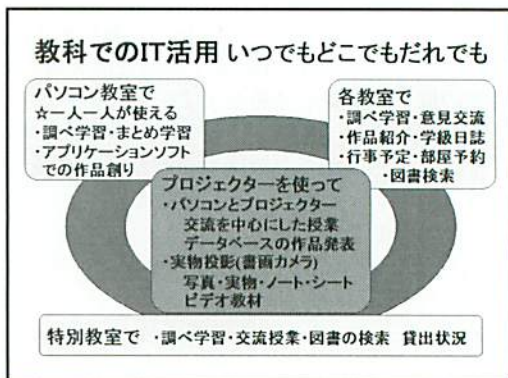 教科でのIT活用 いつでもどこでもだれでも
パソコン教室で
☆一人一人が使える
・調べ学習・まとめ学習
・アプリケーションソフト
での作品創り
各教室で
・調べ学習・意見交流
・作品紹介・学級日誌
・行事予定・部屋予約
・図書検索
プロジェクターを使って
・パソコンとプロジェクター
交流を中心にした授業
データベースの作品発表
・実物投影(書画カメラ)
写真・実物・ノート・シート
ビデオ教材
特別教室で ・調べ学習・交流授業・図書の検索 貸出状況